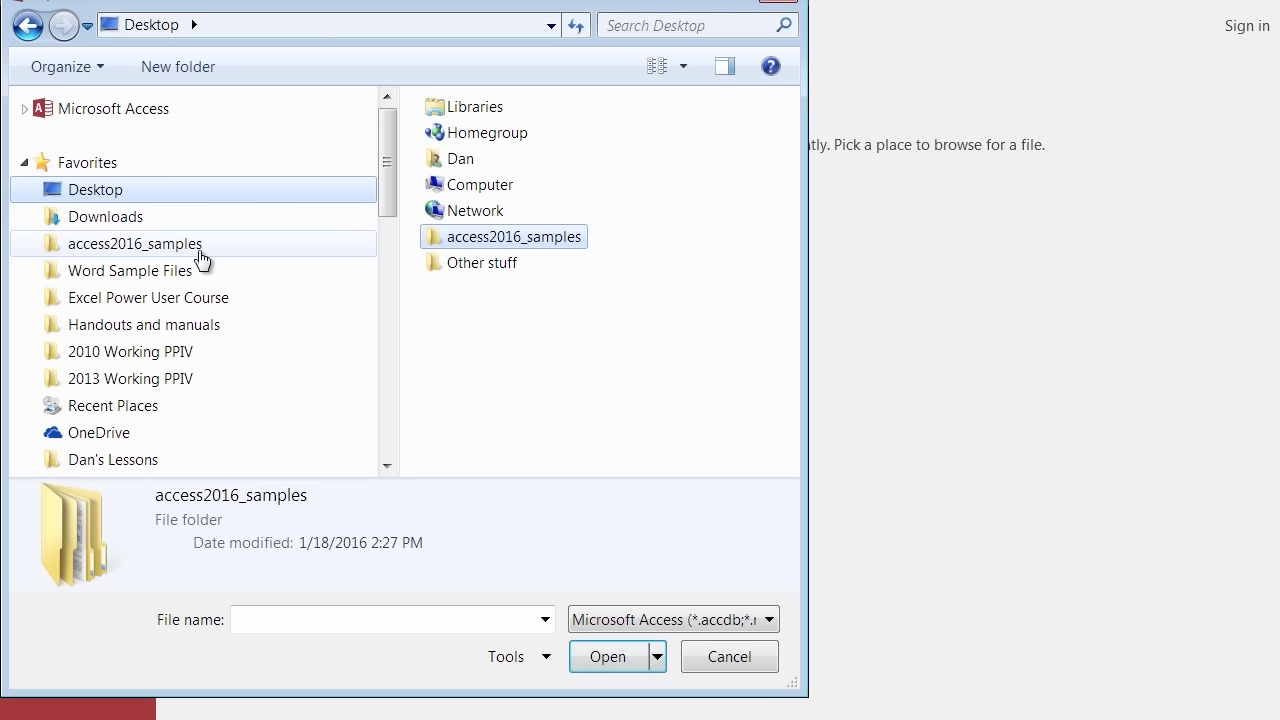 Desktop
Search Desktop
Sign in
Organize
New folder
Microsoft Access
Favorites
Desktop
Downloads
access2016_samples
Word Sample Files
Excel Power User Course
Handouts and manuals
2010 Working PPIV
2013 Working PPIV
Recent Places
OneDrive
Dan's Lessons
Libraries
Homegroup
Dan
Computer
Network
access2016_samples
Other stuff
Pick a place to browse for a file.
access2016_samples
File folder
Date modified: 1/18/2016 2:27 PM
File name:
Microsoft Access (*.accdb;*.
Tools
Open
Cancel